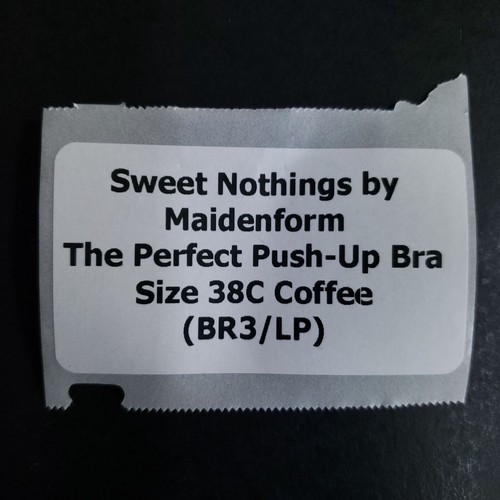 Sweet Nothings by
Maidenform
The Perfect Push-Up Bra
Size 38C Coffee
(BR3/LP)